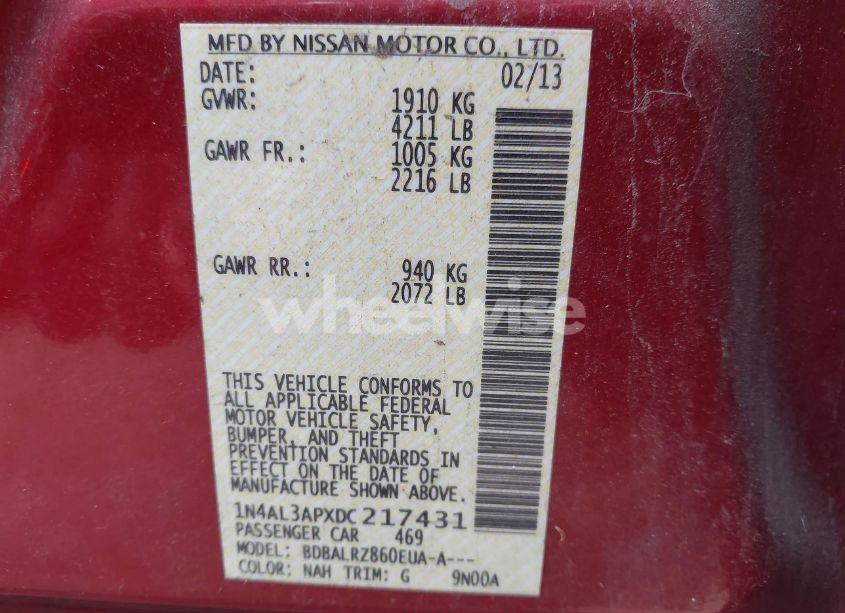 MFD BY NISSAN MOTOR CO., LTD.
DATE: 02/13
GVWR: 1910 KG
4211 LB
GAWR FR.: 1005 KG
2216 LB
GAWR RR.: 940 KG
2072 LB
wheelwise
THIS VEHICLE CONFORMS TO
ALL APPLICABLE FEDERAL
MOTOR VEHICLE SAFETY,
BUMPER, AND THEFT
PREVENTION STANDARDS IN
EFFECT ON THE DATE OF
MANUFACTURE SHOWN ABOVE.
1N4AL3APXDC217431
PASSENGER CAR 469
MODEL: BDBALRZ860EUA-A---
COLOR: NAH TRIM: G 9N00A